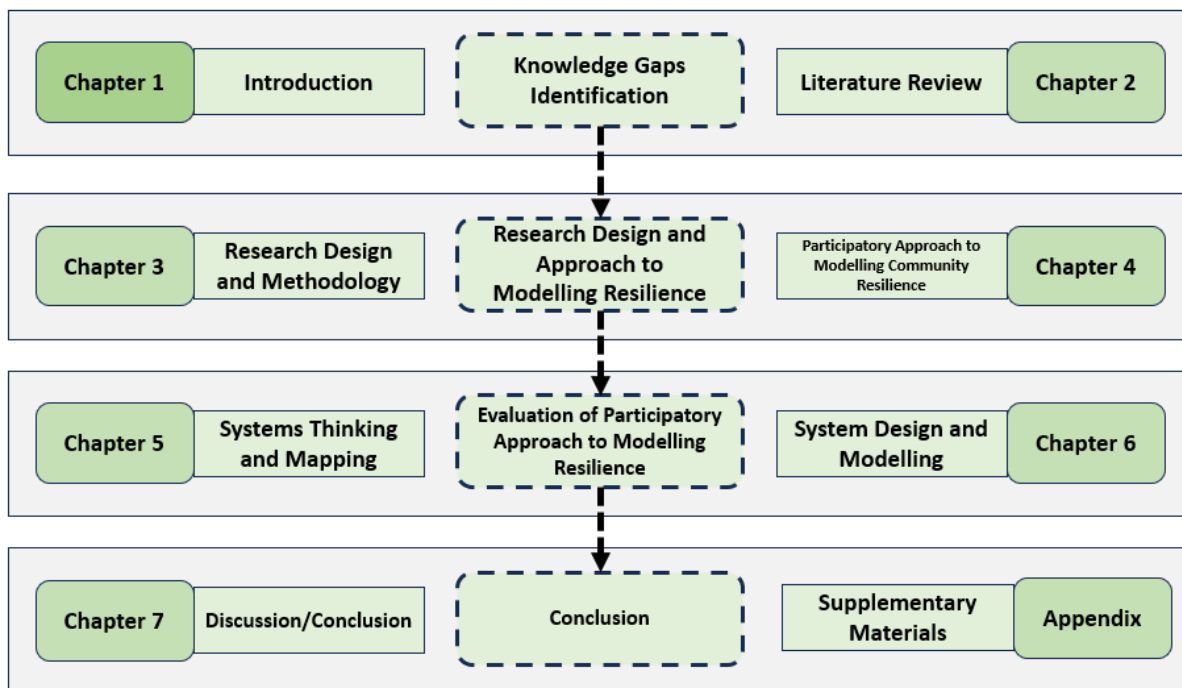 Chapter 1
Introduction
Knowledge Gaps
Identification
Literature Review
Chapter 2
Chapter 3
Research Design
and Methodology
Research Design and
Approach to
Modelling Resilience
Participatory Approach to
Modelling Community
Resilience
Chapter 4
Chapter 5
Systems Thinking
and Mapping
Evaluation of Participatory
Approach to Modelling
Resilience
System Design and
Modelling
Chapter 6
Chapter 7
Discussion/Conclusion
Conclusion
Supplementary
Materials
Appendix